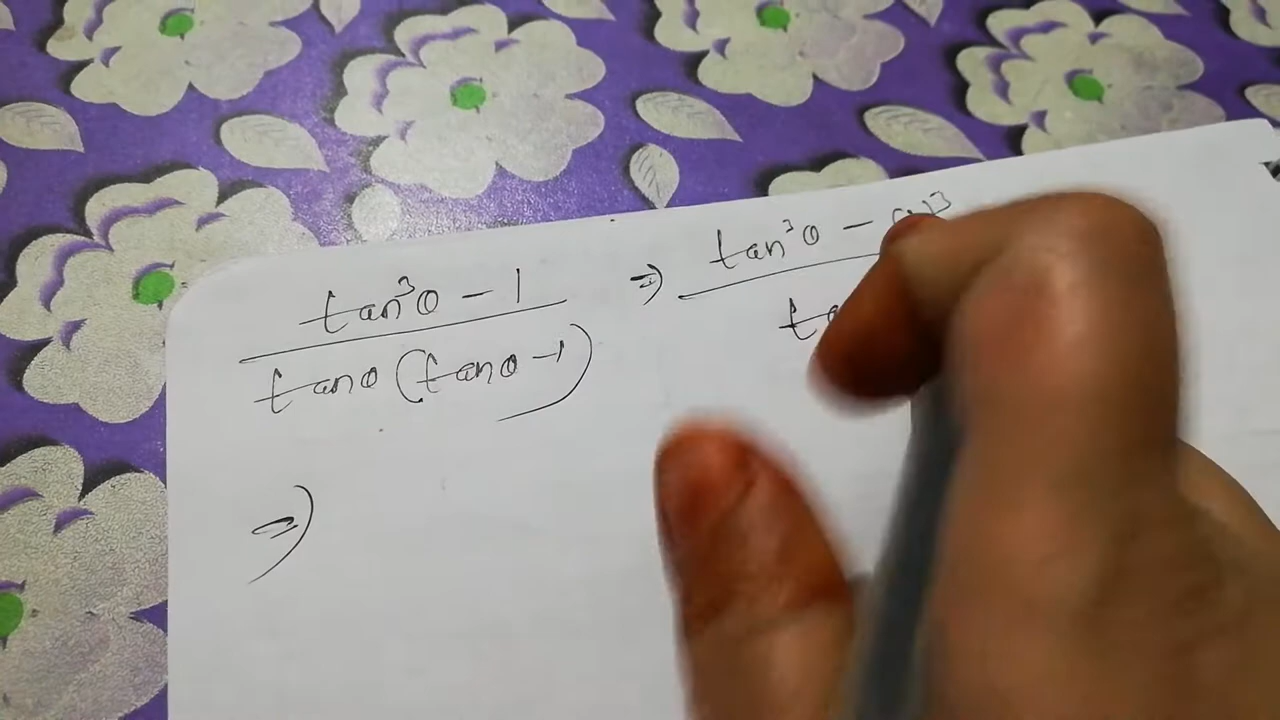 tan³θ - 1 ⇒ tan³θ - (1)³
tanθ (tanθ - 1)
⇒